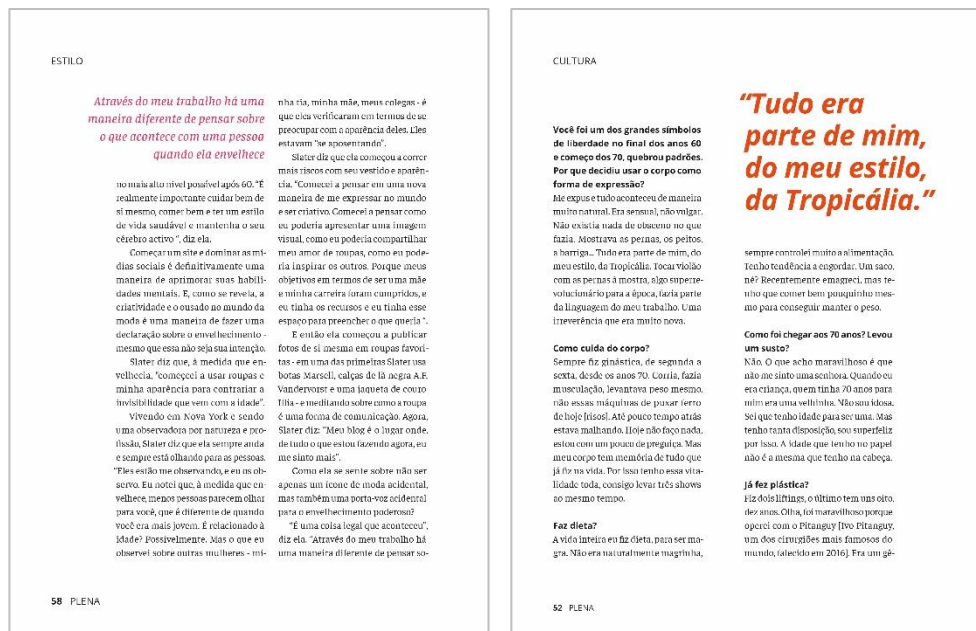 ESTILO
Através do meu trabalho há uma
maneira diferente de pensar sobre
o que acontece com uma pessoa
quando ela envelhece
no mais alto nível possível após 60. “É
realmente importante cuidar bem de
si mesmo, comer bem e ter um estilo
de vida saudável e mantenha o seu
cérebro activo “, diz ela.
Começar um site e dominar as mí-
dias sociais é definitivamente uma
maneira de aprimorar suas habili-
dades mentais. E, como se revela, a
criatividade e o ousado no mundo da
moda é uma maneira de fazer uma
declaração sobre o envelhecimento -
mesmo que essa não seja sua intenção.
Slater diz que, à medida que en-
velhecia, “começcei a usar roupas e
minha aparência para contrariar a
invisibilidade que vem com a idade”.
Vivendo em Nova York e sendo
uma observadora por natureza e pro-
fissão, Slater diz que ela sempre anda
e sempre está olhando para as pessoas.
“Eles estão me observando, e eu os ob-
servo. Eu notei que, à medida que en-
velhece, menos pessoas parecem olhar
para você, que é diferente de quando
você era mais jovem. É relacionado à
idade? Possivelmente. Mas o que eu
observei sobre outras mulheres - mi-
nha tia, minha mãe, meus colegas - é
que eles verificaram em termos de se
preocupar com a aparência deles. Eles
estavam “se aposentando”.
Slater diz que ela começou a correr
mais riscos com seu vestido e aparên-
cia. “Comecei a pensar em uma nova
maneira de me expressar no mundo
e ser criativo. Comecei a pensar como
eu poderia apresentar uma imagem
visual, como eu poderia compartilhar
meu amor de roupas, como eu pode-
ria inspirar os outros. Porque meus
objetivos em termos de ser uma mãe
e minha carreira foram cumpridos, e
eu tinha os recursos e eu tinha esse
espaço para preencher o que queria “.
E então ela começou a publicar
fotos de si mesma em roupas favori-
tas - em uma das primeiras Slater usa
botas Marsell, calças de lã negra A.F.
Vandervorst e uma jaqueta de couro
Illia - e meditando sobre como a roupa
é uma forma de comunicação. Agora,
Slater diz: “Meu blog é o lugar onde,
de tudo o que estou fazendo agora, eu
me sinto mais”.
Como ela se sente sobre não ser
apenas um ícone de moda acidental,
mas também uma porta-voz acidental
para o envelhecimento poderoso?
“É uma coisa legal que aconteceu”,
diz ela. “Através do meu trabalho há
uma maneira diferente de pensar so-
58 PLENA
CULTURA
“Tudo era
parte de mim,
do meu estilo,
da Tropicália.”
Você foi um dos grandes símbolos
de liberdade no final dos anos 60
e começo dos 70, quebrou padrões.
Por que decidiu usar o corpo como
forma de expressão?
Me expus e tudo aconteceu de maneira
muito natural. Era sensual, não vulgar.
Não existia nada de obsceno no que
fazia. Mostrava as pernas, os peitos,
a barriga... Tudo era parte de mim, do
meu estilo, da Tropicália. Tocar violão
com as pernas à mostra, algo superre-
volucionário para a época, fazia parte
da linguagem do meu trabalho. Uma
irreverência que era muito nova.
Como cuida do corpo?
Sempre fiz ginástica, de segunda a
sexta, desde os anos 70. Corria, fazia
musculação, levantava peso mesmo,
não essas máquinas de puxar ferro
de hoje [risos]. Até pouco tempo atrás
estava malhando. Hoje não faço nada,
estou com um pouco de preguiça. Mas
meu corpo tem memória de tudo que
já fiz na vida. Por isso tenho essa vita-
lidade toda, consigo levar três shows
ao mesmo tempo.
Faz dieta?
A vida inteira eu fiz dieta, para ser ma-
gra. Não era naturalmente magrinha,
sempre controlei muito a alimentação.
Tenho tendência a engordar. Um saco,
né? Recentemente emagreci, mas te-
nho que comer bem pouquinho mes-
mo para conseguir manter o peso.
Como foi chegar aos 70 anos? Levou
um susto?
Não. O que acho maravilhoso é que
não me sinto uma senhora. Quando eu
era criança, quem tinha 70 anos para
mim era uma velhinha. Não sou idosa.
Sei que tenho idade para ser uma. Mas
tenho tanta disposição, sou superfeliz
por isso. A idade que tenho no papel
não é a mesma que tenho na cabeça.
Já fez plástica?
Fiz dois liftings, o último tem uns oito,
dez anos. Olha, foi maravilhoso porque
operei com o Pitanguy [Ivo Pitanguy,
um dos cirurgiões mais famosos do
mundo, falecido em 2016]. Era um gê-
52 PLENA